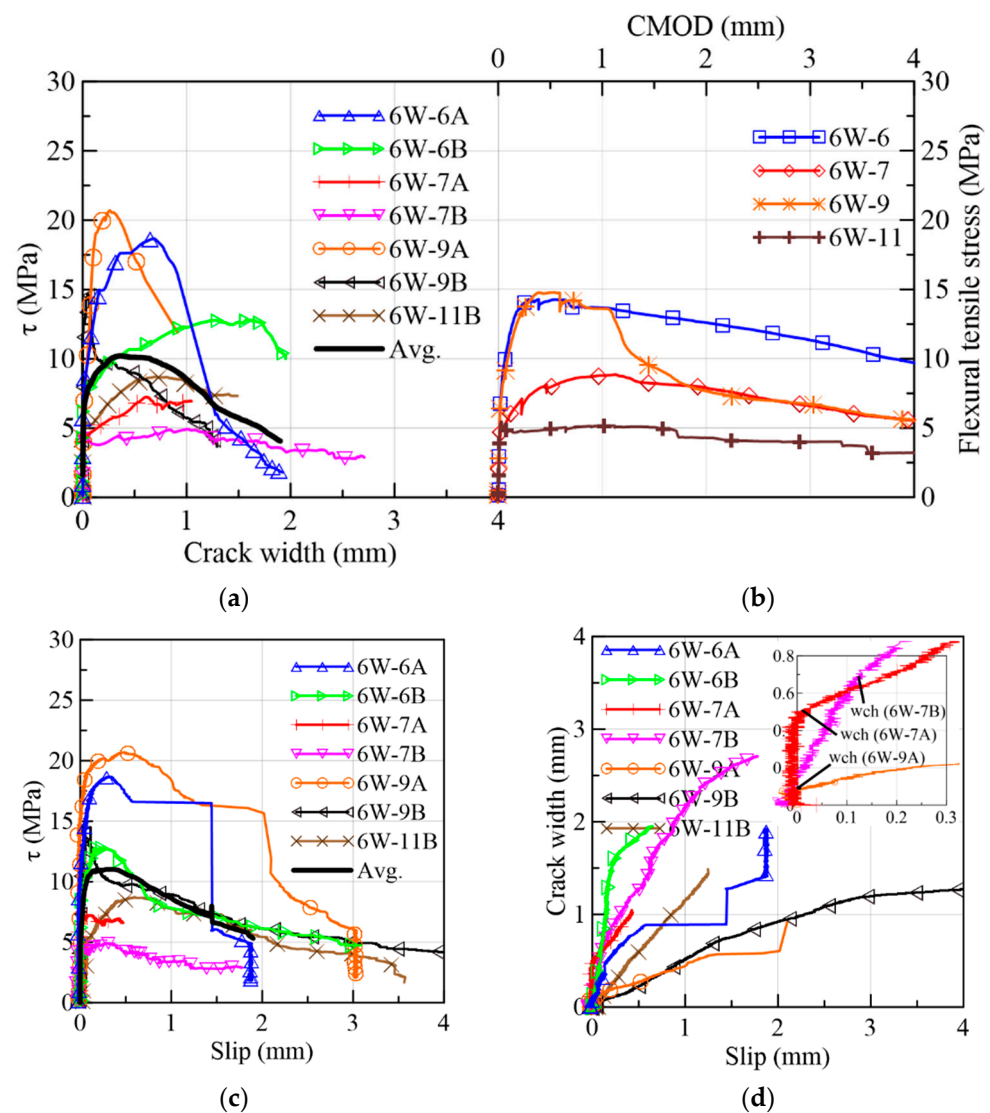 CMOD (mm)
0 1 2 3 4
30
25
20
15
10
5
0
τ (MPa)
6W-6A
6W-6B
6W-7A
6W-7B
6W-9A
6W-9B
6W-11B
Avg.
0 1 2 3 4
Crack width (mm)
(a)
6W-6
6W-7
6W-9
6W-11
30
25
20
15
10
5
0
Flexural tensile stress (MPa)
(b)
30
25
20
15
10
5
0
τ (MPa)
6W-6A
6W-6B
6W-7A
6W-7B
6W-9A
6W-9B
6W-11B
Avg.
0 1 2 3 4
Slip (mm)
(c)
4
3
2
1
0
Crack width (mm)
6W-6A
6W-6B
6W-7A
6W-7B
6W-9A
6W-9B
6W-11B
0.8
0.6
wch (6W-7B)
wch (6W-7A)
wch (6W-9A)
0 0.1 0.2 0.3
0 1 2 3 4
Slip (mm)
(d)